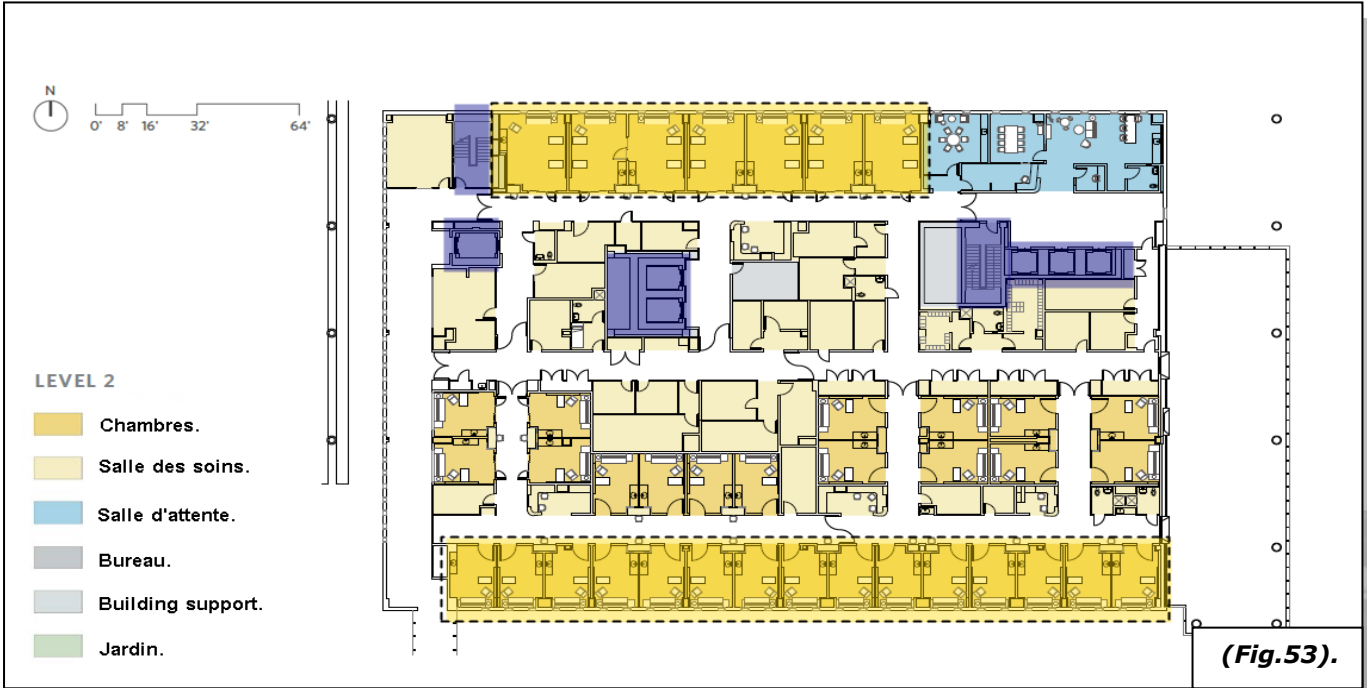 N
0' 8' 16' 32' 64'
LEVEL 2
Chambres.
Salle des soins.
Salle d'attente.
Bureau.
Building support.
Jardin.
(Fig.53).